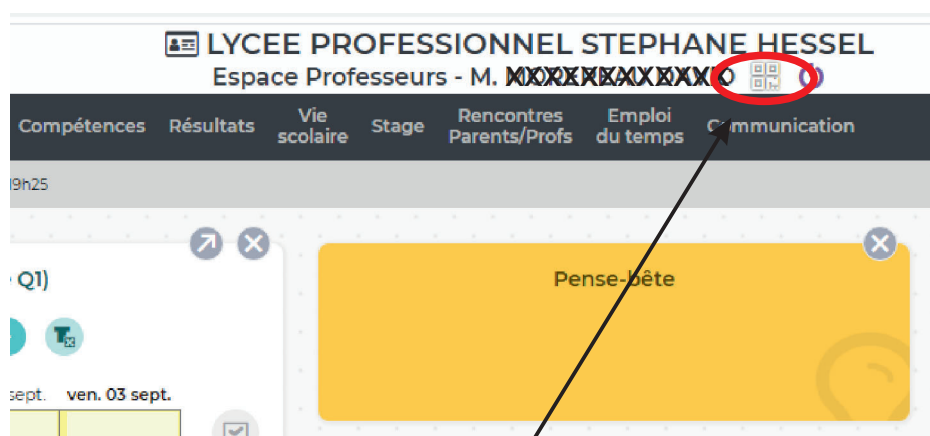 LYCEE PROFESSIONNEL STEPHANE HESSEL
Espace Professeurs - M.
Compétences Résultats Vie scolaire Stage Rencontres Parents/Profs Emploi du temps Communication
19h25
Q1)
Pense-bête
sept. ven. 03 sept.